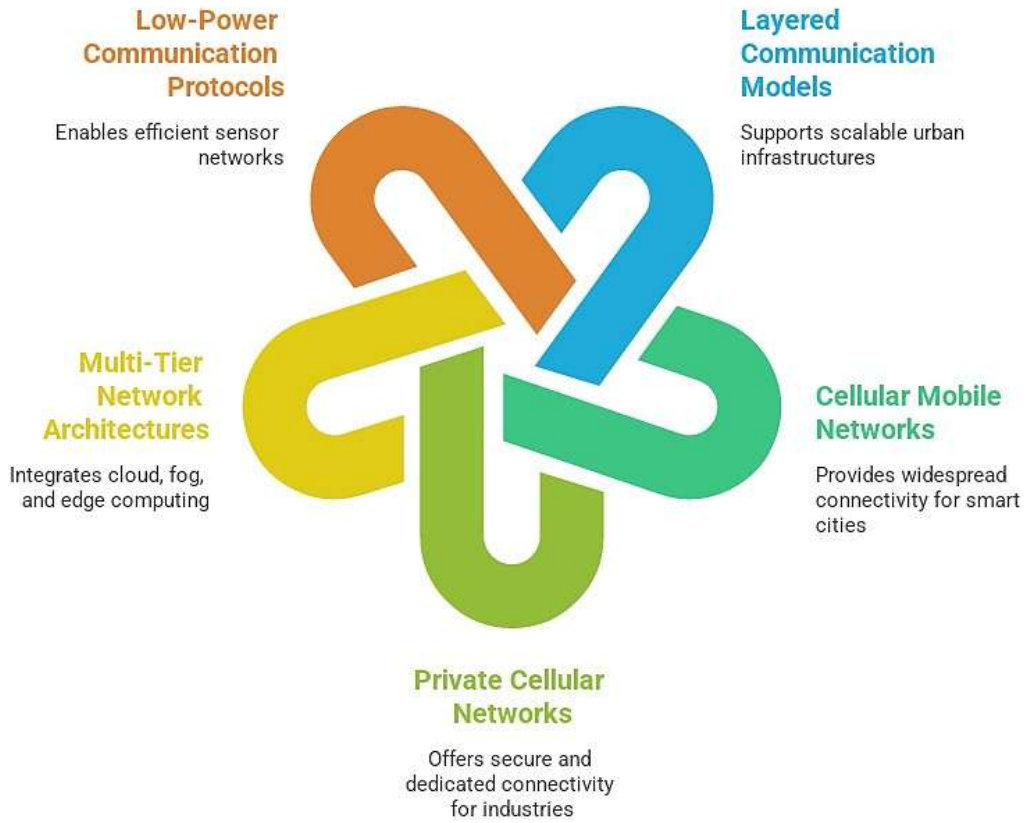 Low-Power
Communication
Protocols
Enables efficient sensor
networks
Layered
Communication
Models
Supports scalable urban
infrastructures
Multi-Tier
Network
Architectures
Integrates cloud, fog,
and edge computing
Cellular Mobile
Networks
Provides widespread
connectivity for smart
cities
Private Cellular
Networks
Offers secure and
dedicated connectivity
for industries